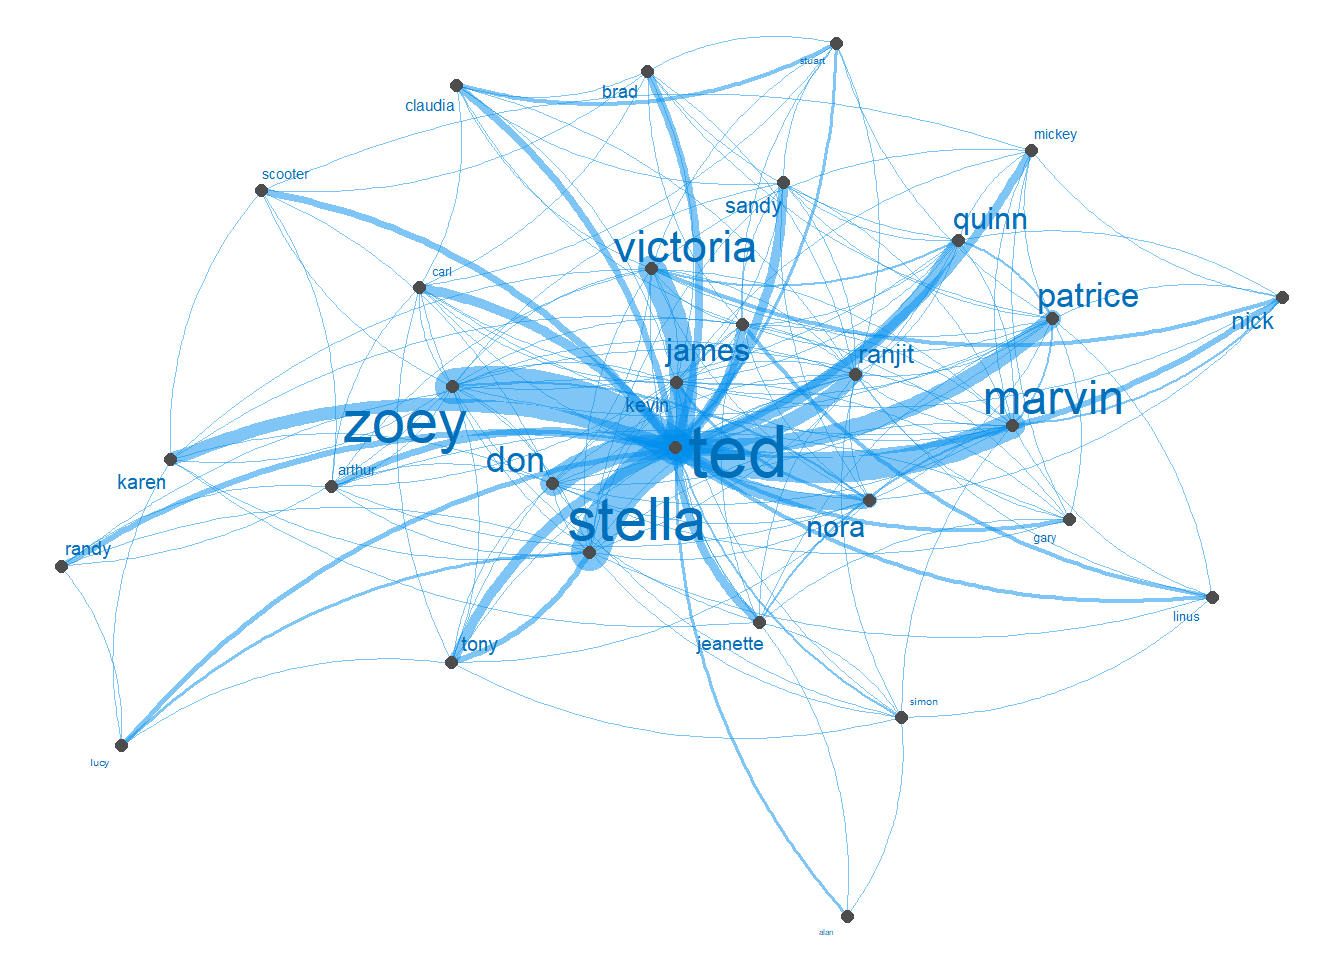 stuart
brad
claudia
mickey
scooter
sandy
quinn
victoria
carl
patrice
nick
james
ranjit
kevin
marvin
zoey
ted
don
arthur
karen
stella
nora
randy
gary
linus
tony
jeanette
simon
lucy
alan